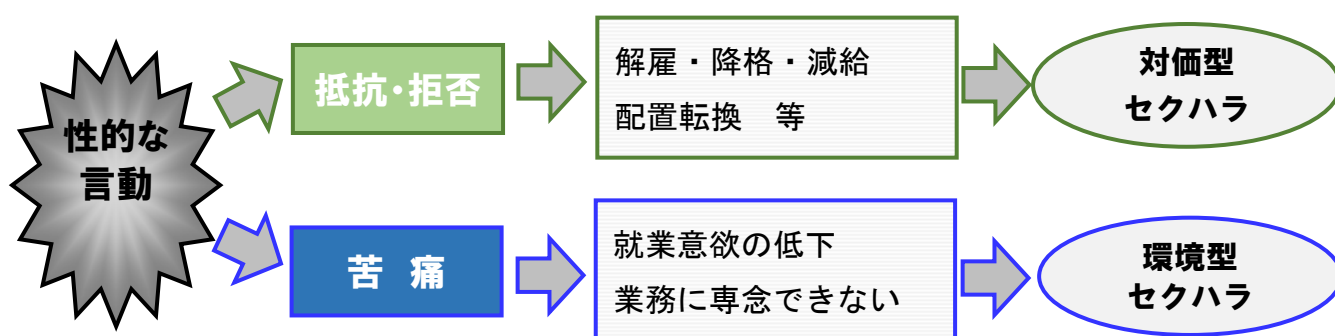 性的な
言動
抵抗・拒否
解雇・降格・減給
配置転換　等
対価型
セクハラ
苦 痛
就業意欲の低下
業務に専念できない
環境型
セクハラ